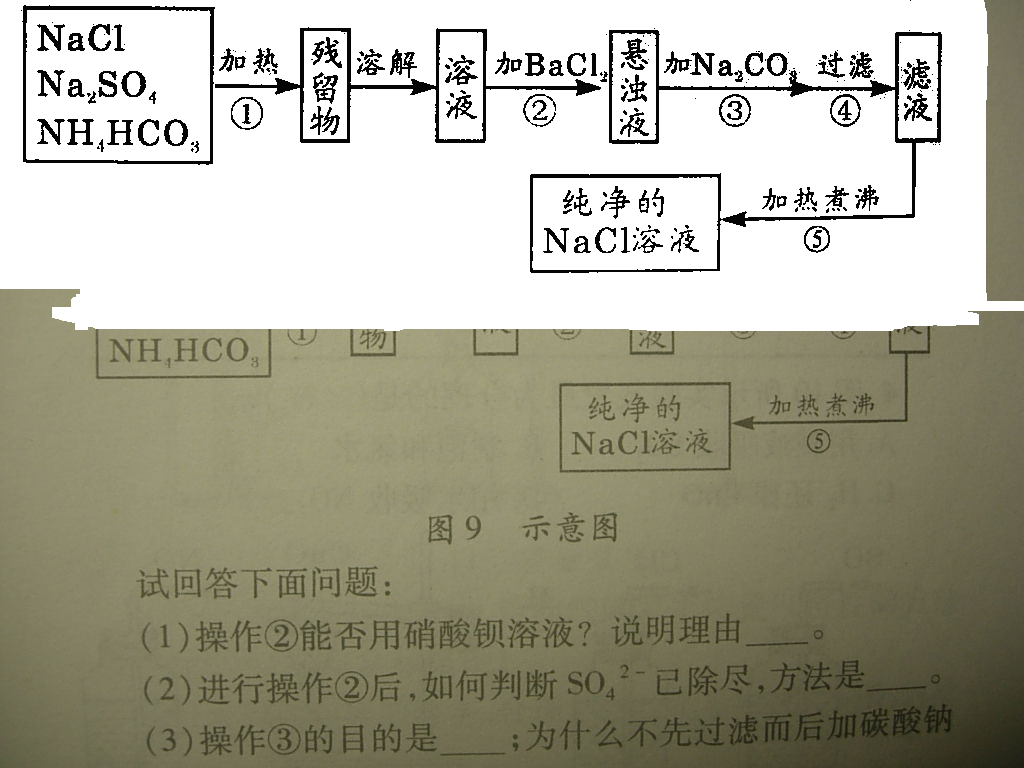 NaCl
Na₂SO₄
NH₄HCO₃
加热
①
残留物
溶解
溶液
加BaCl₂
②
悬浊液
加Na₂CO₃
③
过滤
④
滤液
加热煮沸
⑤
纯净的
NaCl溶液
NH₄HCO₃
①
物
液
加热煮沸
⑤
纯净的
NaCl溶液
图9 示意图
试回答下面问题:
(1)操作②能否用硝酸钡溶液?说明理由____。
(2)进行操作②后,如何判断 SO₄²⁻已除尽,方法是____。
(3)操作③的目的是____;为什么不先过滤而后加碳酸钠